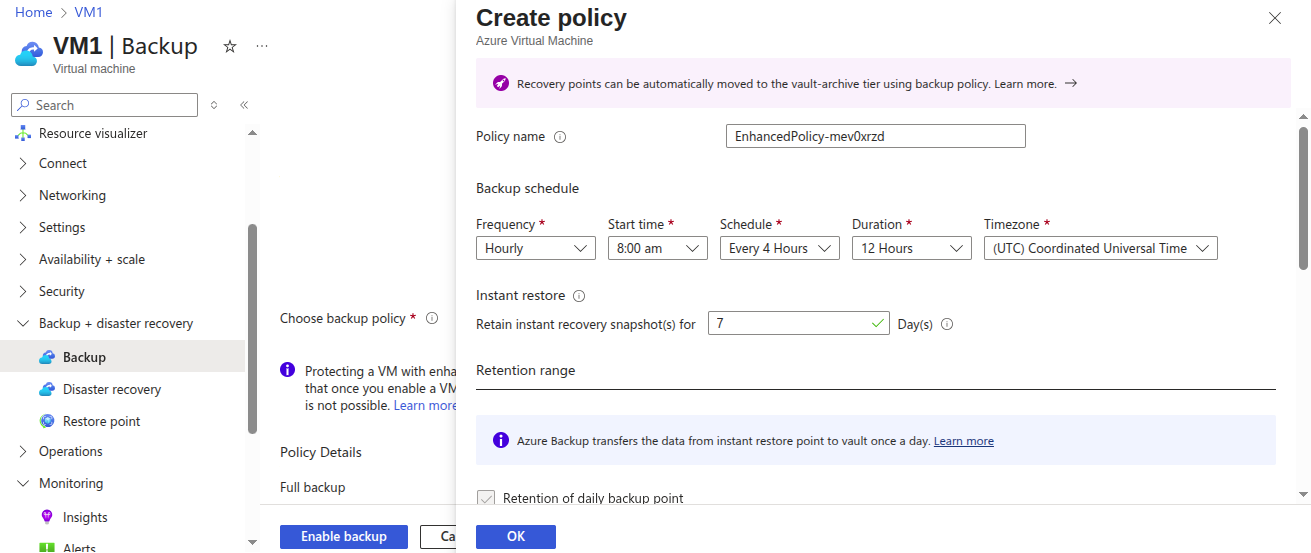 Home > VM1
VM1 | Backup
Virtual machine
Search
Resource visualizer
Connect
Networking
Settings
Availability + scale
Security
Backup + disaster recovery
Backup
Disaster recovery
Restore point
Operations
Monitoring
Insights
Alerts
Choose backup policy *
Protecting a VM with enha
that once you enable a VM
is not possible. Learn more
Policy Details
Full backup
Enable backup
Ca
Create policy
Azure Virtual Machine
Recovery points can be automatically moved to the vault-archive tier using backup policy. Learn more. →
Policy name
EnhancedPolicy-mev0xrzd
Backup schedule
Frequency * Start time * Schedule * Duration * Timezone *
Hourly 8:00 am Every 4 Hours 12 Hours (UTC) Coordinated Universal Time
Instant restore
Retain instant recovery snapshot(s) for 7 Day(s)
Retention range
Azure Backup transfers the data from instant restore point to vault once a day. Learn more
Retention of daily backup point
OK